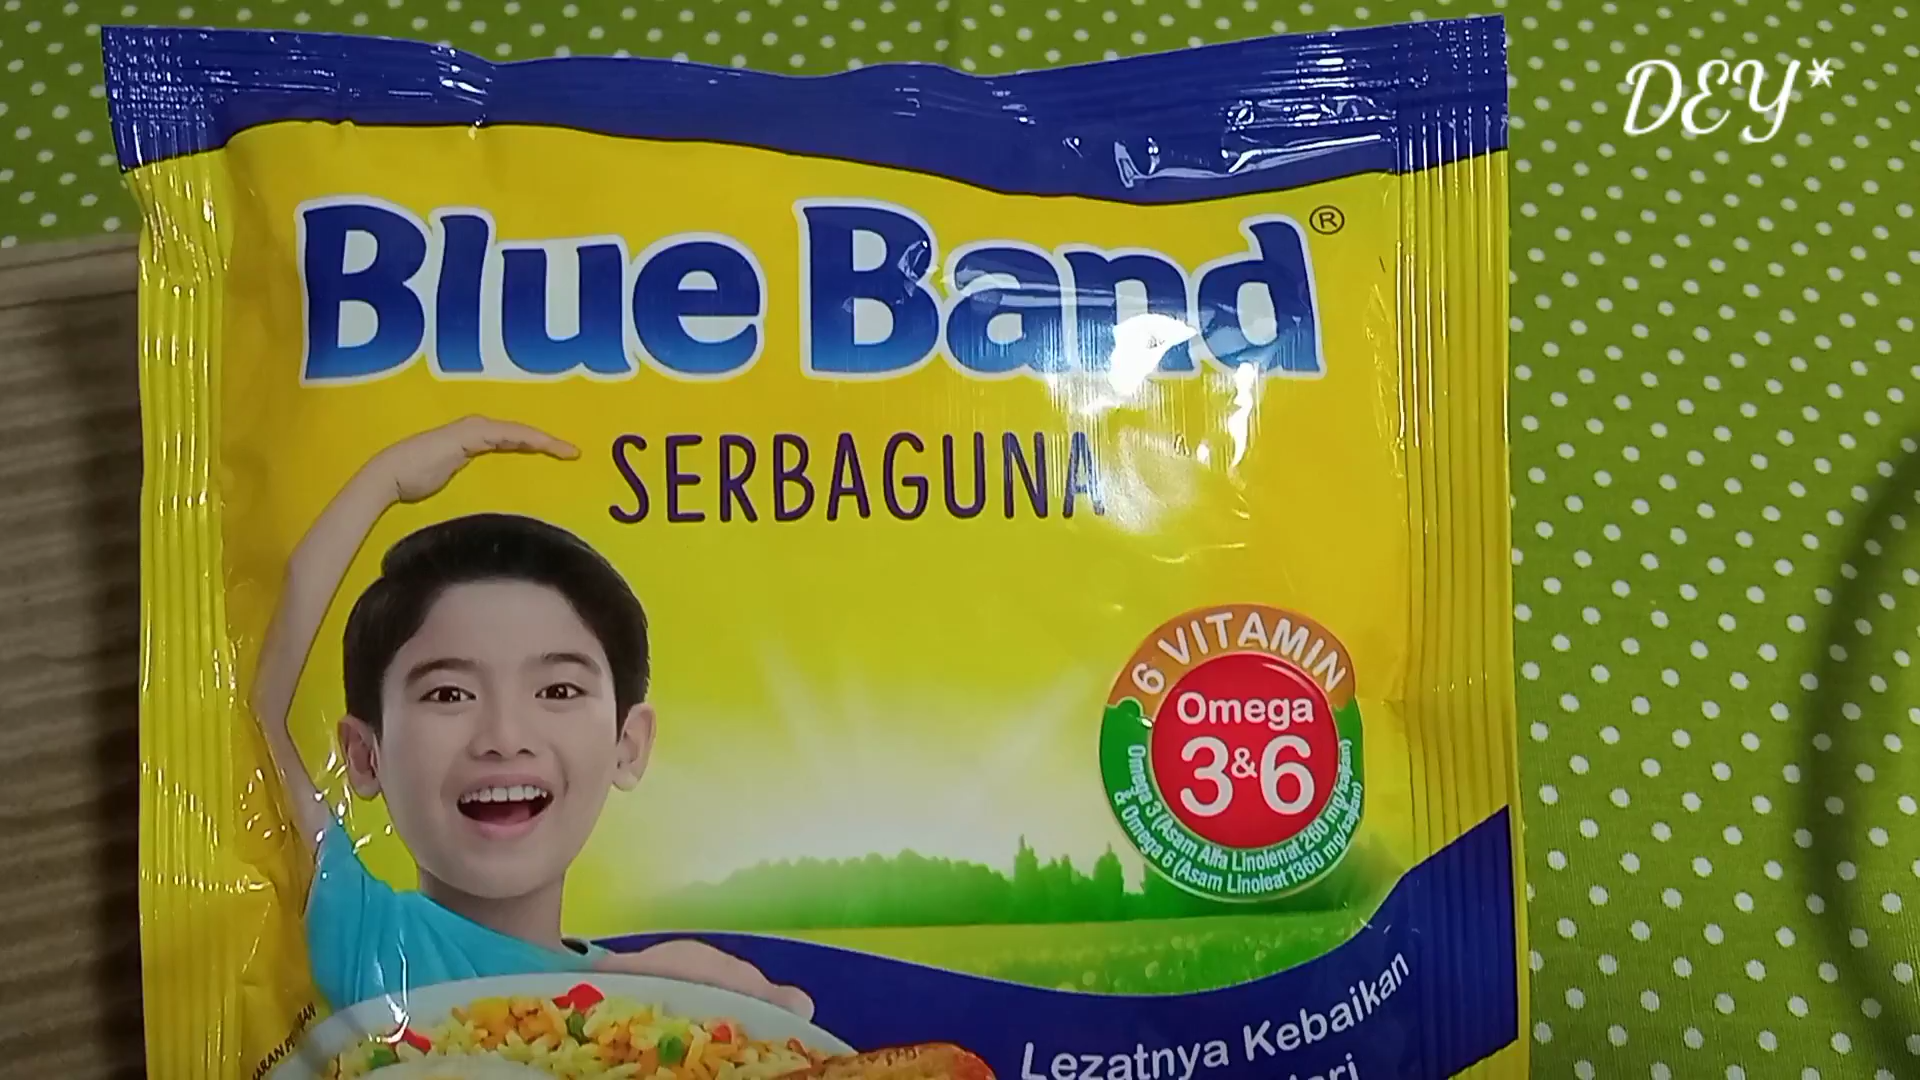 DEY*
Blue Band®
SERBAGUNA
6 VITAMIN
Omega
3&6
Omega 3 (Asam Alfa Linolenat 260 mg/sajian)
& Omega 6 (Asam Linoleat 1360 mg/sajian)
Lezatnya Kebaikan